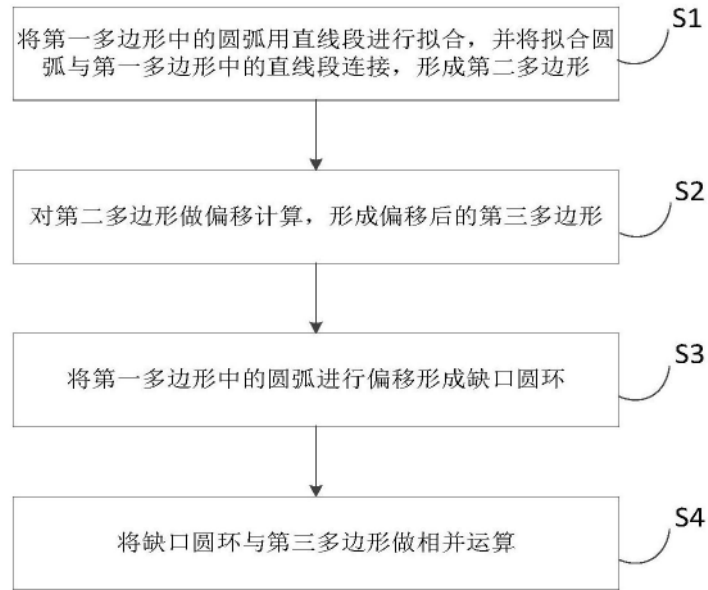 将第一多边形中的圆弧用直线段进行拟合，并将拟合圆
弧与第一多边形中的直线段连接，形成第二多边形
S1
对第二多边形做偏移计算，形成偏移后的第三多边形
S2
将第一多边形中的圆弧进行偏移形成缺口圆环
S3
将缺口圆环与第三多边形做相并运算
S4